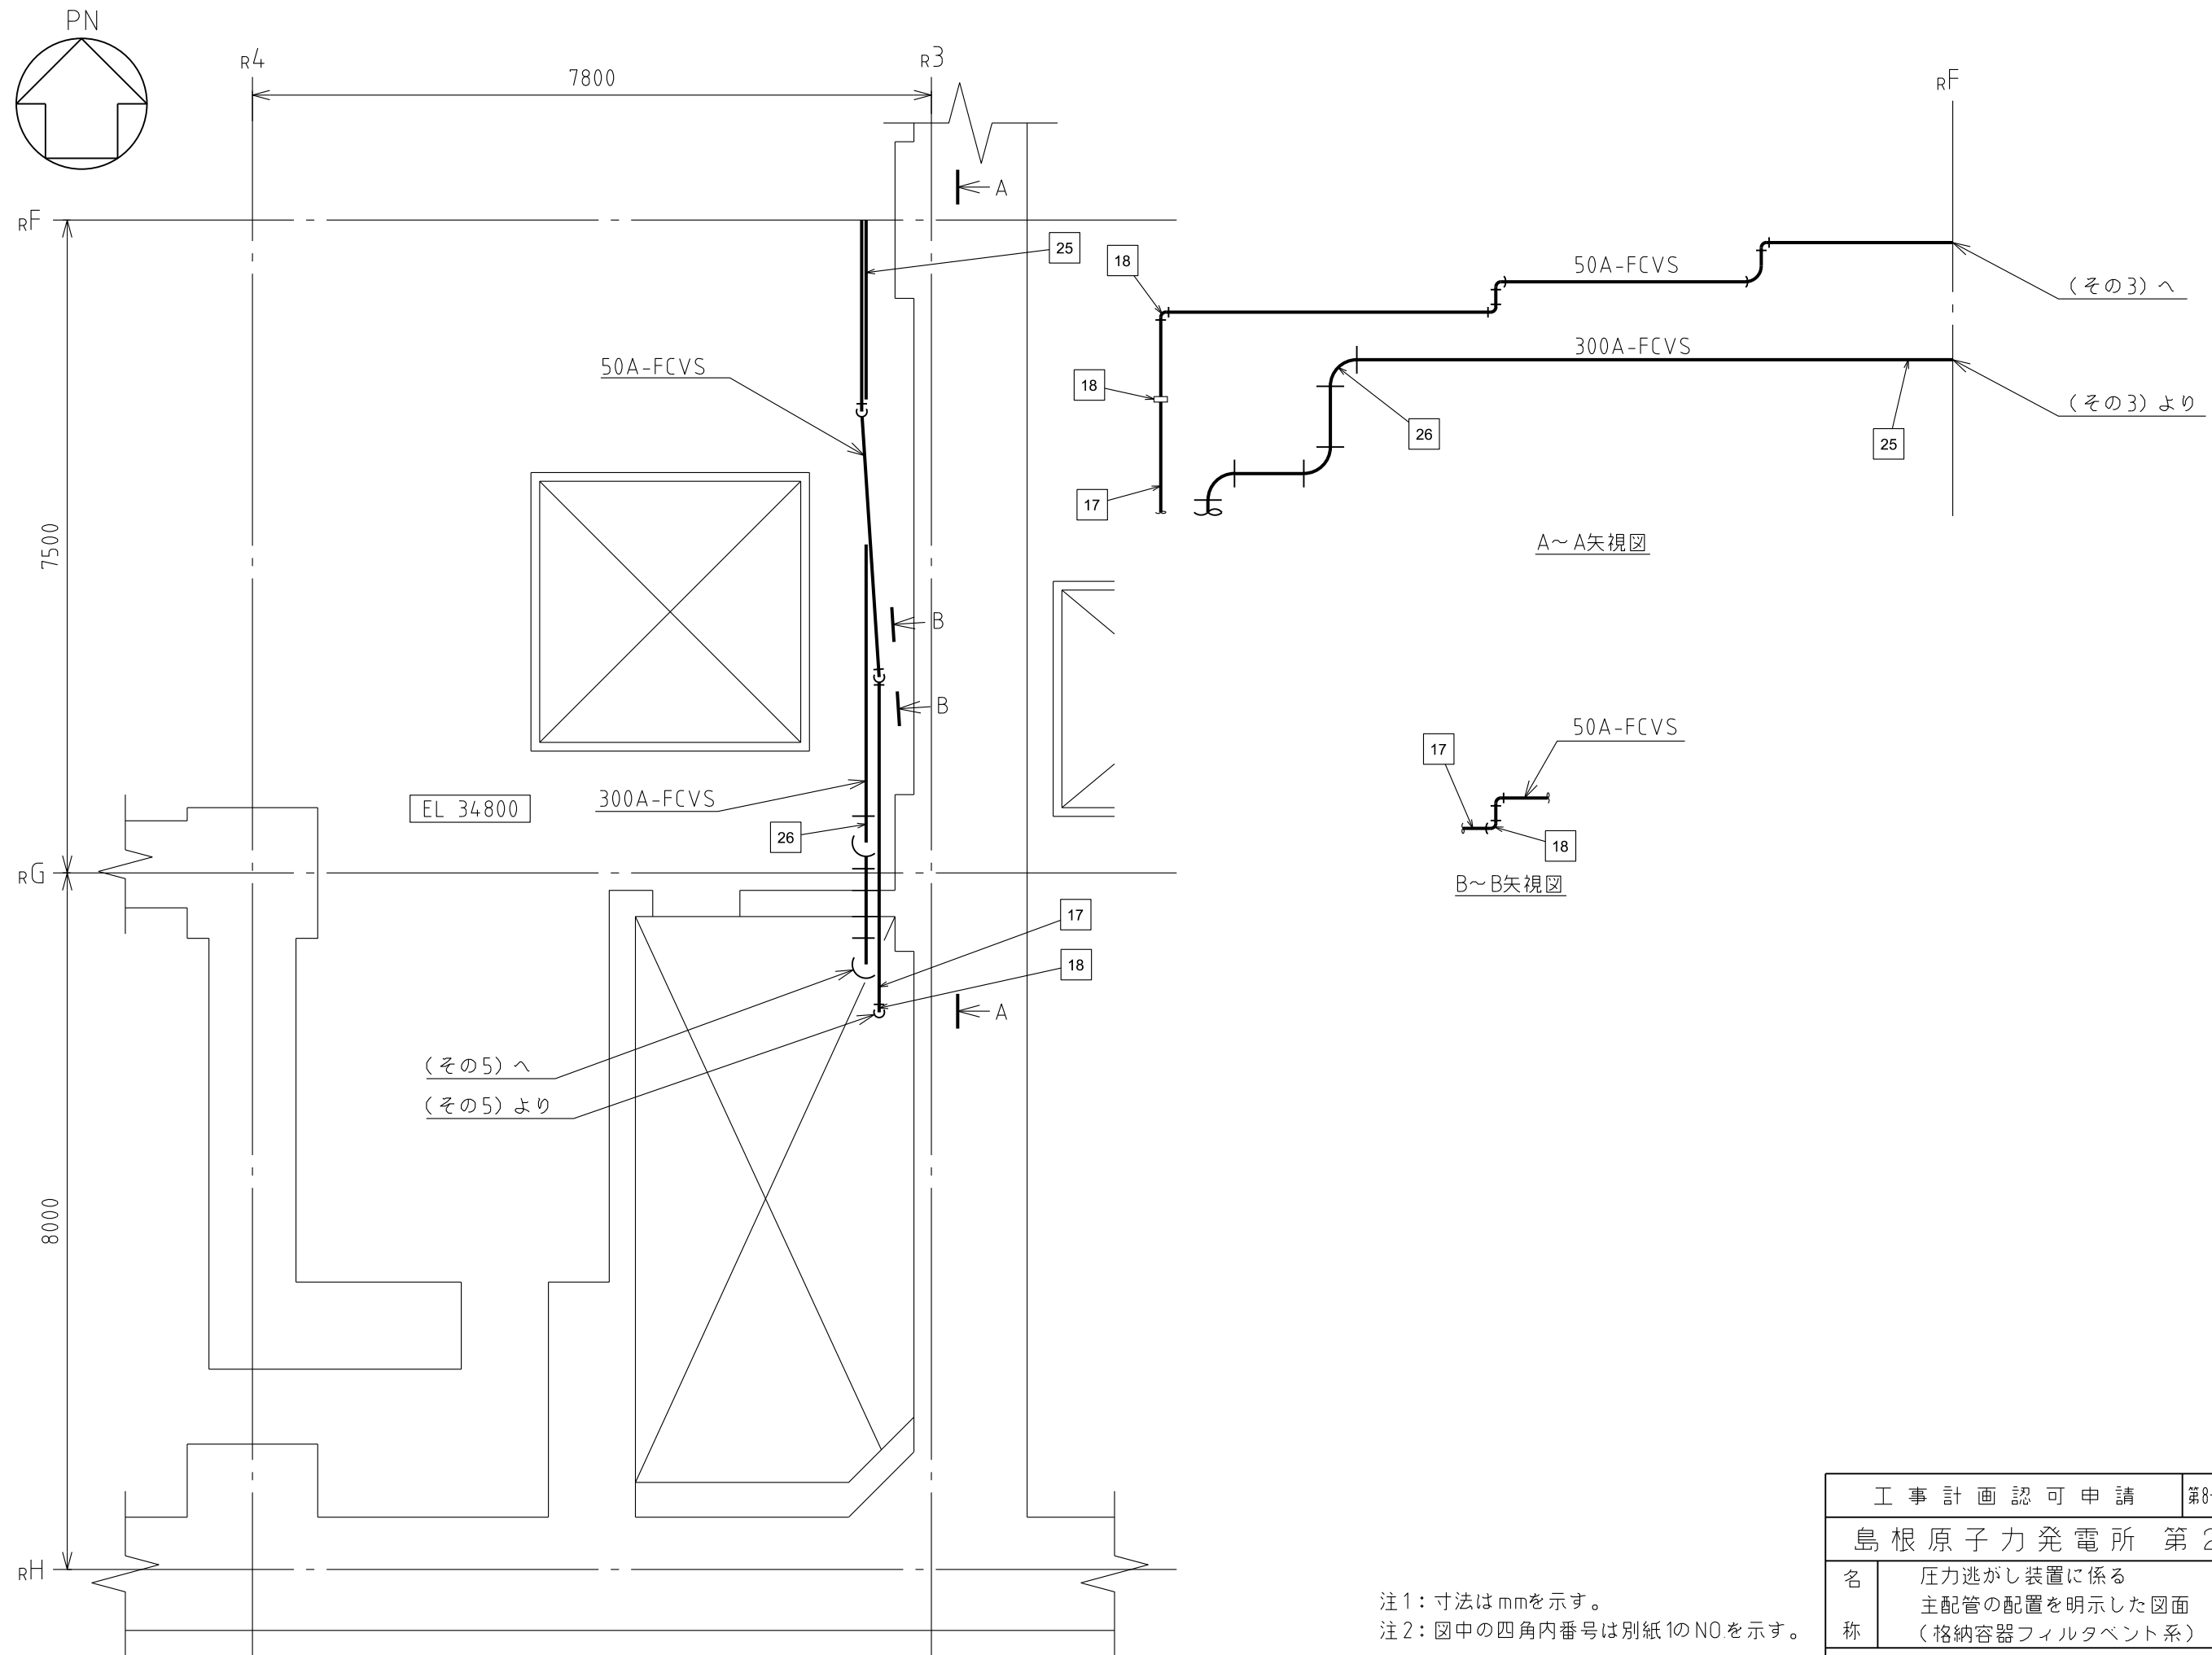 PN
R4
R3
7800
RF
RF
A
25
18
50A-FCVS
(その3)へ
50A-FCVS
300A-FCVS
18
(その3)より
26
25
17
7500
A～A矢視図
B
B
50A-FCVS
17
EL 34800
300A-FCVS
26
18
RG
B～B矢視図
17
18
A
(その5)へ
(その5)より
8000
RH
注1：寸法はmmを示す。
注2：図中の四角内番号は別紙1のNO.を示す。
工事計画認可申請
第8-
島根原子力発電所 第2
名称
圧力逃がし装置に係る
主配管の配置を明示した図面
(格納容器フィルタベント系)